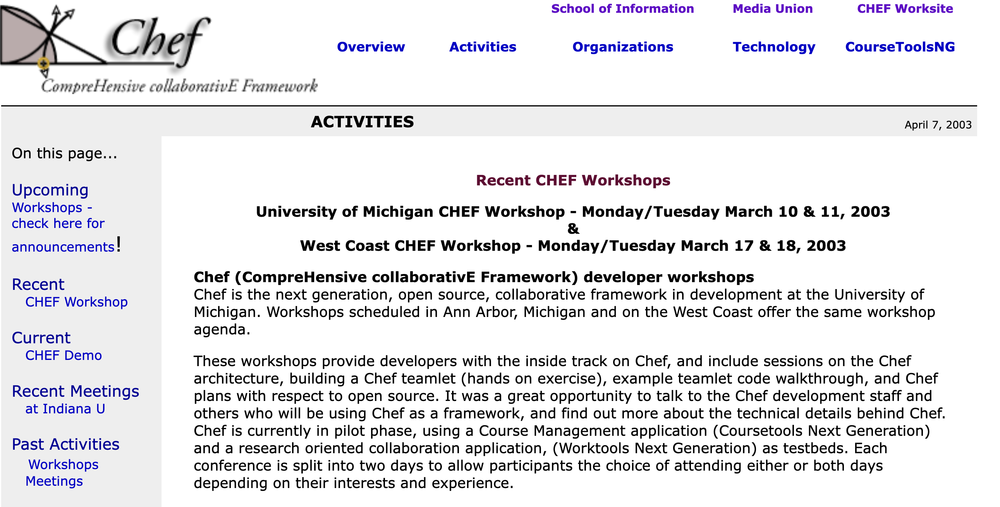 School of Information Media Union CHEF Worksite
Chef
Overview Activities Organizations Technology CourseToolsNG
CompreHensive collaborativE Framework
ACTIVITIES
April 7, 2003
On this page...
Upcoming
Workshops -
check here for
announcements!
Recent
CHEF Workshop
Current
CHEF Demo
Recent Meetings
at Indiana U
Past Activities
Workshops
Meetings
Recent CHEF Workshops
University of Michigan CHEF Workshop - Monday/Tuesday March 10 & 11, 2003
&
West Coast CHEF Workshop - Monday/Tuesday March 17 & 18, 2003
Chef (CompreHensive collaborativE Framework) developer workshops
Chef is the next generation, open source, collaborative framework in development at the University of
Michigan. Workshops scheduled in Ann Arbor, Michigan and on the West Coast offer the same workshop
agenda.
These workshops provide developers with the inside track on Chef, and include sessions on the Chef
architecture, building a Chef teamlet (hands on exercise), example teamlet code walkthrough, and Chef
plans with respect to open source. It was a great opportunity to talk to the Chef development staff and
others who will be using Chef as a framework, and find out more about the technical details behind Chef.
Chef is currently in pilot phase, using a Course Management application (Coursetools Next Generation)
and a research oriented collaboration application, (Worktools Next Generation) as testbeds. Each
conference is split into two days to allow participants the choice of attending either or both days
depending on their interests and experience.